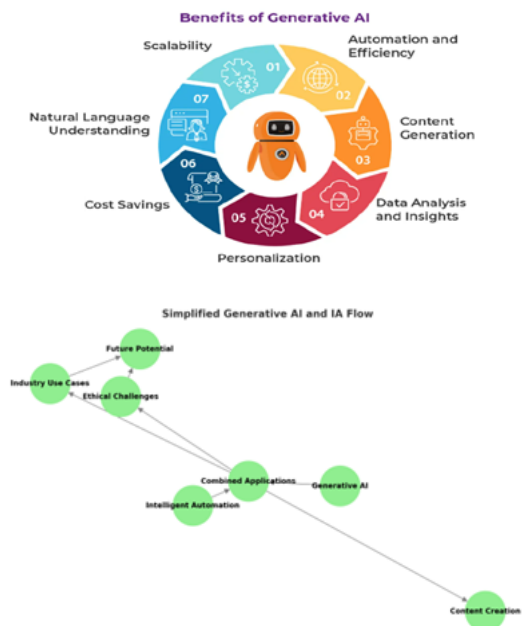 Benefits of Generative AI
Scalability
Automation and
Efficiency
01
02
07
Natural Language
Understanding
Content
Generation
03
06
Cost Savings
05
04
Data Analysis
and Insights
Personalization
Simplified Generative AI and IA Flow
Future Potential
Industry Use Cases
Ethical Challenges
Combined Applications
Generative AI
Intelligent Automation
Content Creation